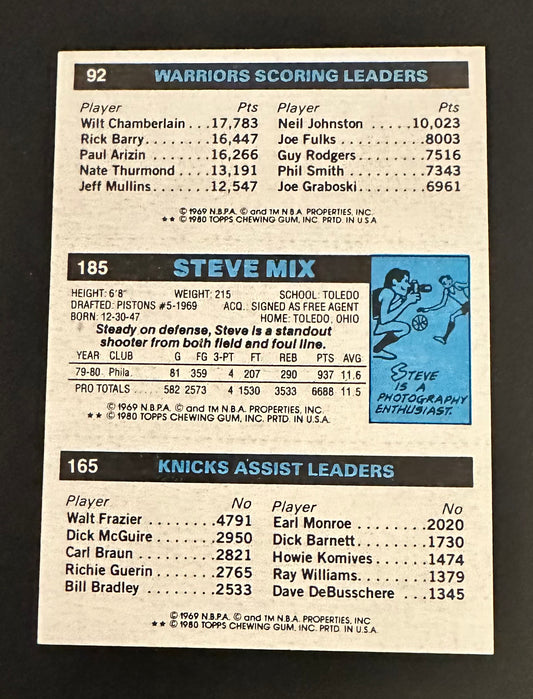 92 WARRIORS SCORING LEADERS
Player Pts Player Pts
Wilt Chamberlain . . . 17,783 Neil Johnston . . . . . 10,023
Rick Barry . . . . . . . . 16,447 Joe Fulks . . . . . . . . . 8003
Paul Arizin . . . . . . . 16,266 Guy Rodgers . . . . . . . 7516
Nate Thurmond . . . . 13,191 Phil Smith . . . . . . . . 7343
Jeff Mullins . . . . . . . 12,547 Joe Graboski . . . . . . 6961
© 1969 N.B.P.A. © and TM N.B.A. PROPERTIES, INC.
★★ © 1980 TOPPS CHEWING GUM, INC. PRTD. IN U.S.A.
185 STEVE MIX
HEIGHT: 6'8" WEIGHT: 215 SCHOOL: TOLEDO
DRAFTED: PISTONS #5-1969 ACQ.: SIGNED AS FREE AGENT
BORN: 12-30-47 HOME: TOLEDO, OHIO
Steady on defense, Steve is a standout
shooter from both field and foul line.
YEAR CLUB G FG 3-PT FT REB PTS AVG
79-80 Phila. 81 359 4 207 290 937 11.6
PRO TOTALS . . . . . 582 2573 4 1530 3533 6688 11.5
© 1969 N.B.P.A. © and TM N.B.A. PROPERTIES, INC.
★★ © 1980 TOPPS CHEWING GUM, INC. PRTD. IN U.S.A.
STEVE
IS A
PHOTOGRAPHY
ENTHUSIAST.
165 KNICKS ASSIST LEADERS
Player No Player No
Walt Frazier . . . . . . . . 4791 Earl Monroe . . . . . . . . 2020
Dick McGuire . . . . . . . 2950 Dick Barnett . . . . . . . . 1730
Carl Braun . . . . . . . . . 2821 Howie Komives . . . . . . 1474
Richie Guerin . . . . . . . 2765 Ray Williams . . . . . . . . 1379
Bill Bradley . . . . . . . . 2533 Dave DeBusschere . . . 1345
© 1969 N.B.P.A. © and TM N.B.A. PROPERTIES, INC.
★★ © 1980 TOPPS CHEWING GUM, INC. PRTD. IN U.S.A.